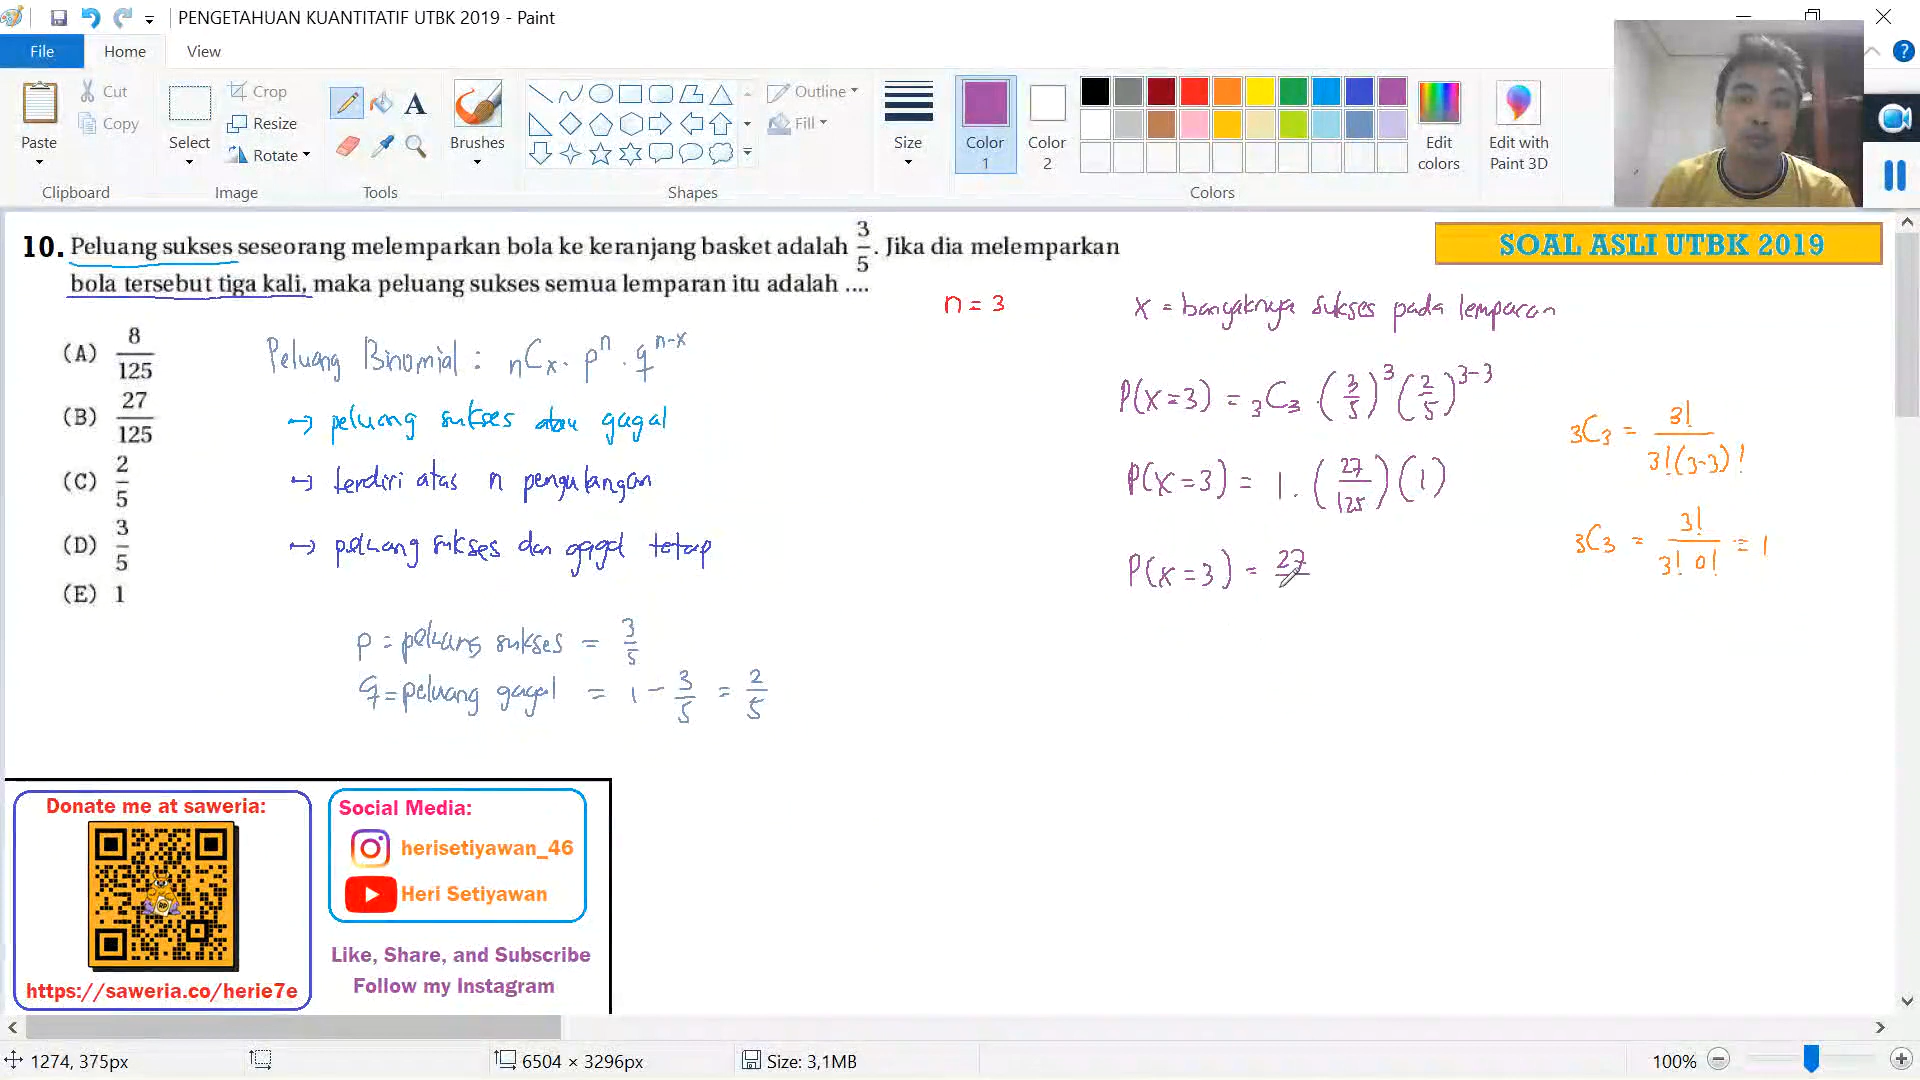 PENGETAHUAN KUANTITATIF UTBK 2019 - Paint
File Home View
Paste
Cut
Copy
Clipboard
Select
Crop
Resize
Rotate
Image
Tools
Brushes
Shapes
Outline
Fill
Size
Color 1
Color 2
Colors
Edit colors
Edit with Paint 3D
10. Peluang sukses seseorang melemparkan bola ke keranjang basket adalah 3/5. Jika dia melemparkan
bola tersebut tiga kali, maka peluang sukses semua lemparan itu adalah ....
(A) 8/125
(B) 27/125
(C) 2/5
(D) 3/5
(E) 1
SOAL ASLI UTBK 2019
Peluang Binomial : nCx . p^n . q^(n-x)
→ peluang sukses atau gagal
→ terdiri atas n pengulangan
→ peluang sukses dan gagal tetap
p = peluang sukses = 3/5
q = peluang gagal = 1 - 3/5 = 2/5
n = 3
x = banyaknya sukses pada lemparan
P(x=3) = 3C3 . (3/5)^3 (2/5)^(3-3)
P(x=3) = 1 . (27/125) (1)
P(x=3) = 27
3C3 = 3!/3!(3-3)!
3C3 = 3!/3! 0! = 1
Donate me at saweria:
RP
https://saweria.co/herie7e
Social Media:
herisetiyawan_46
Heri Setiyawan
Like, Share, and Subscribe
Follow my Instagram
1274, 375px
6504 × 3296px
Size: 3,1MB
100%